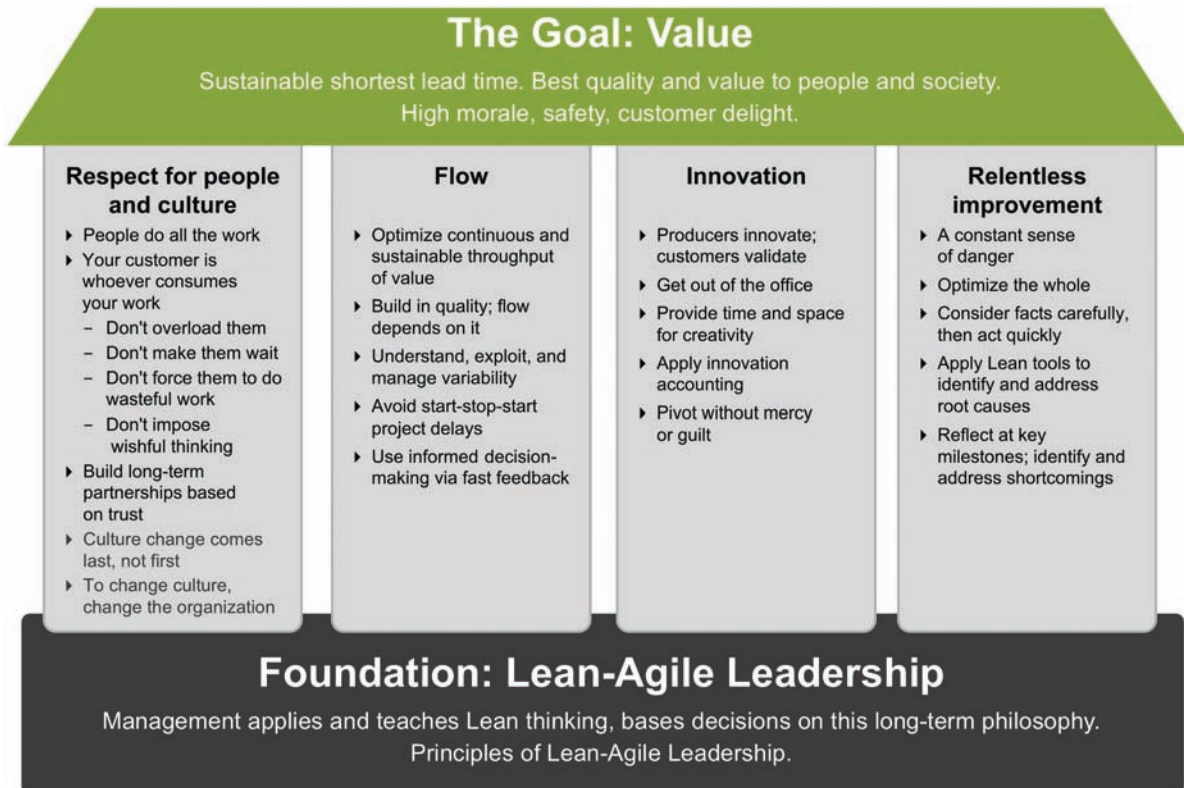 The Goal: Value
Sustainable shortest lead time. Best quality and value to people and society.
High morale, safety, customer delight.
Respect for people
and culture
‣ People do all the work
‣ Your customer is
whoever consumes
your work
– Don't overload them
– Don't make them wait
– Don't force them to do
wasteful work
– Don't impose
wishful thinking
‣ Build long-term
partnerships based
on trust
‣ Culture change comes
last, not first
‣ To change culture,
change the organization
Flow
‣ Optimize continuous and
sustainable throughput
of value
‣ Build in quality; flow
depends on it
‣ Understand, exploit, and
manage variability
‣ Avoid start-stop-start
project delays
‣ Use informed decision-
making via fast feedback
Innovation
‣ Producers innovate;
customers validate
‣ Get out of the office
‣ Provide time and space
for creativity
‣ Apply innovation
accounting
‣ Pivot without mercy
or guilt
Relentless
improvement
‣ A constant sense
of danger
‣ Optimize the whole
‣ Consider facts carefully,
then act quickly
‣ Apply Lean tools to
identify and address
root causes
‣ Reflect at key
milestones; identify and
address shortcomings
Foundation: Lean-Agile Leadership
Management applies and teaches Lean thinking, bases decisions on this long-term philosophy.
Principles of Lean-Agile Leadership.